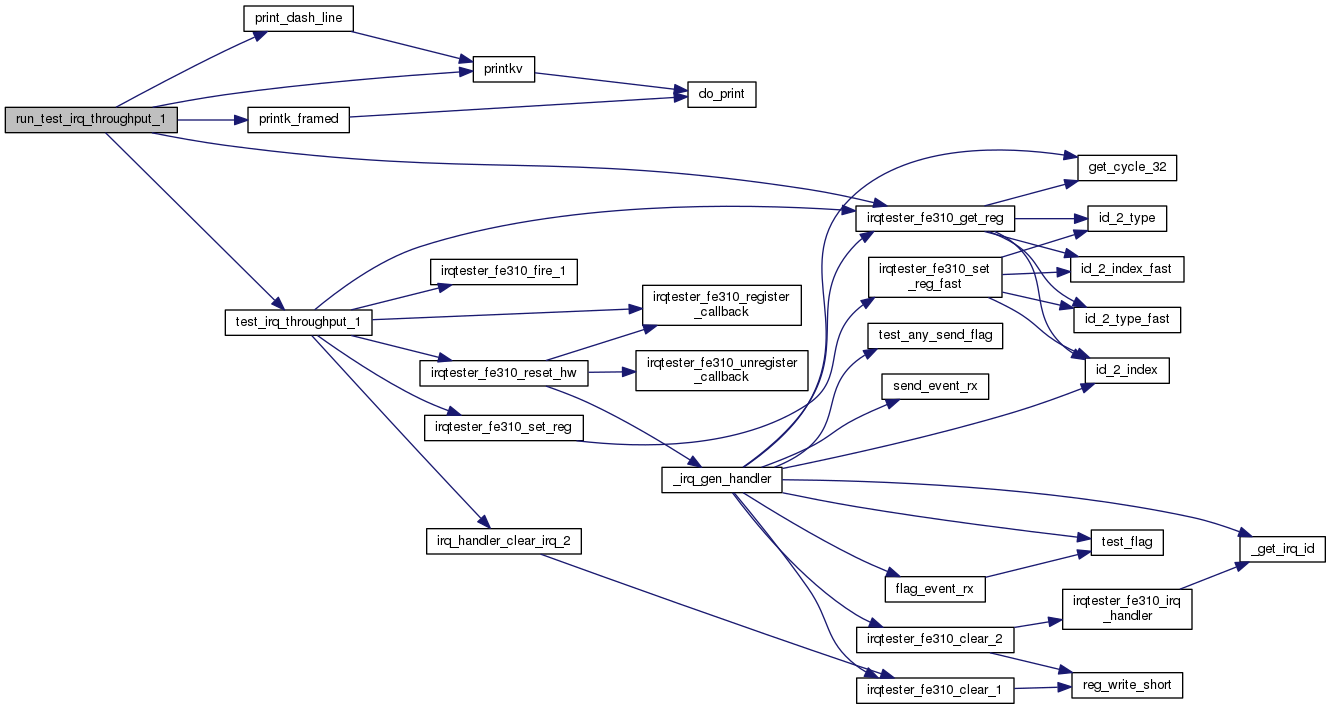 print_dash_line
printkv
do_print
run_test_irq_throughput_1
printk_framed
get_cycle_32
irqtester_fe310_get_reg
id_2_type
irqtester_fe310_fire_1
irqtester_fe310_set
_reg_fast
id_2_index_fast
irqtester_fe310_register
_callback
test_irq_throughput_1
id_2_type_fast
test_any_send_flag
irqtester_fe310_reset_hw
irqtester_fe310_unregister
_callback
id_2_index
send_event_rx
irqtester_fe310_set_reg
_irq_gen_handler
irq_handler_clear_irq_2
test_flag
_get_irq_id
flag_event_rx
irqtester_fe310_irq
_handler
irqtester_fe310_clear_2
irqtester_fe310_clear_1
reg_write_short